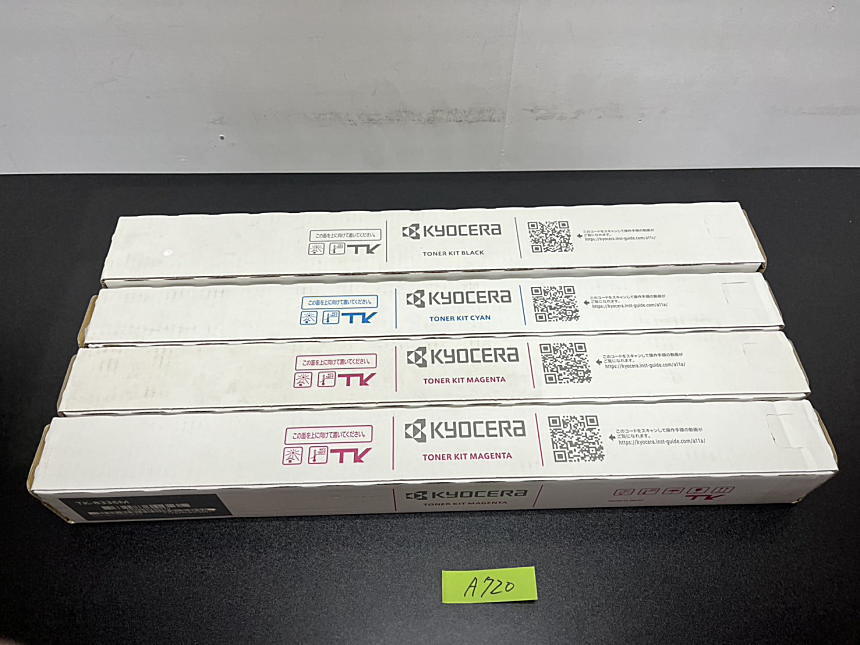 この面を上に向けて置いてください。
KYOCERA
TONER KIT BLACK
このコードをスキャンして操作手順の動画が
ご覧になれます。
https://kyocera.inst-guide.com/a11a/
この面を上に向けて置いてください。
KYOCERA
TONER KIT CYAN
このコードをスキャンして操作手順の動画が
ご覧になれます。
https://kyocera.inst-guide.com/a11a/
この面を上に向けて置いてください。
KYOCERA
TONER KIT MAGENTA
このコードをスキャンして操作手順の動画が
ご覧になれます。
https://kyocera.inst-guide.com/a11a/
この面を上に向けて置いてください。
KYOCERA
TONER KIT MAGENTA
このコードをスキャンして操作手順の動画が
ご覧になれます。
https://kyocera.inst-guide.com/a11a/
TK-8336M
KYOCERA
TONER KIT MAGENTA
A720